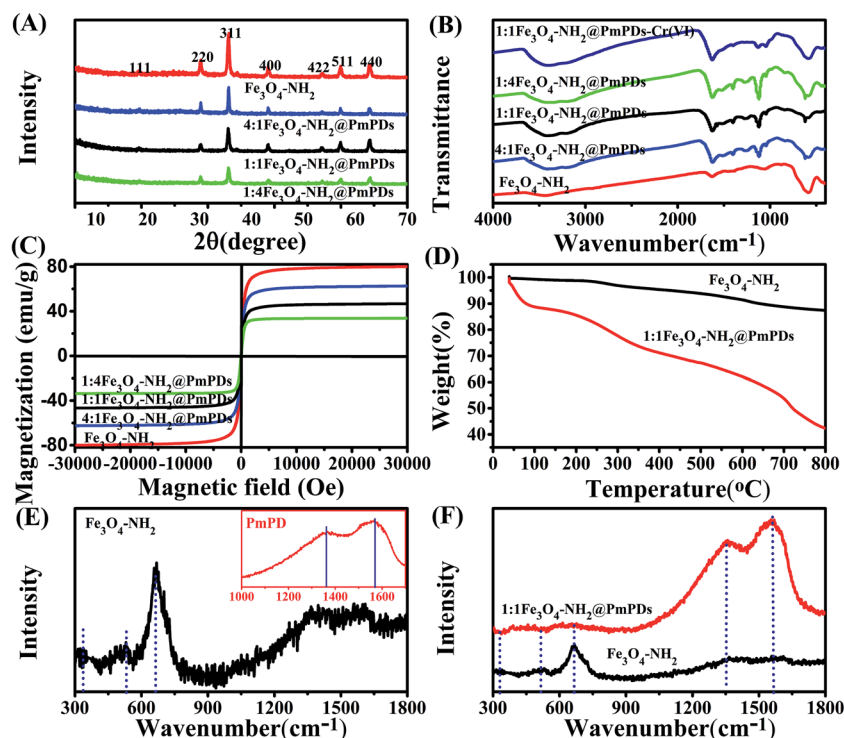 (A)
Intensity
111
220
311
400
422
511
440
Fe3O4-NH2
4:1Fe3O4-NH2@PmPDs
1:1Fe3O4-NH2@PmPDs
1:4Fe3O4-NH2@PmPDs
10 20 30 40 50 60 70
2θ(degree)
(B)
Transmittance
1:1Fe3O4-NH2@PmPDs-Cr(VI)
1:4Fe3O4-NH2@PmPDs
1:1Fe3O4-NH2@PmPDs
4:1Fe3O4-NH2@PmPDs
Fe3O4-NH2
4000 3000 2000 1000
Wavenumber(cm-1)
(C)
Magnetization (emu/g)
80
40
0
-40
-80
1:4Fe3O4-NH2@PmPDs
1:1Fe3O4-NH2@PmPDs
4:1Fe3O4-NH2@PmPDs
Fe3O4-NH2
-30000 -20000 -10000 0 10000 20000 30000
Magnetic field (Oe)
(D)
Weight(%)
100
90
80
70
60
50
40
Fe3O4-NH2
1:1Fe3O4-NH2@PmPDs
0 100 200 300 400 500 600 700 800
Temperature(oC)
(E)
Intensity
Fe3O4-NH2
PmPD
1000 1200 1400 1600
300 600 900 1200 1500 1800
Wavenumber(cm-1)
(F)
Intensity
1:1Fe3O4-NH2@PmPDs
Fe3O4-NH2
300 600 900 1200 1500 1800
Wavenumber(cm-1)